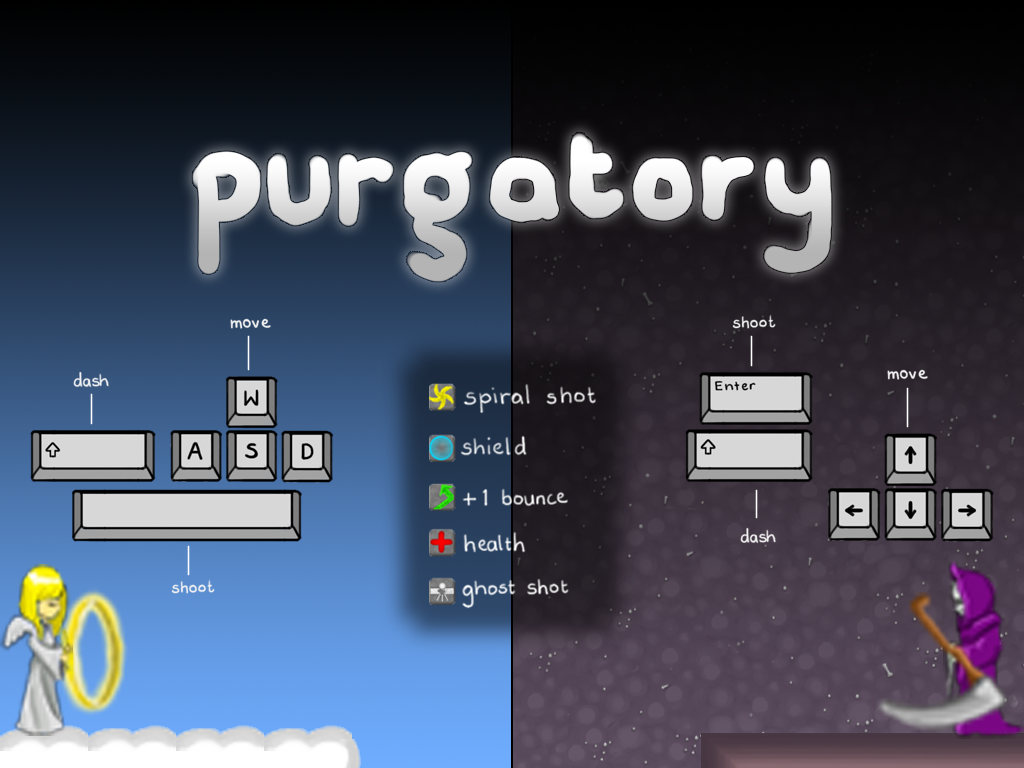 purgatory
move
dash
W
A S D
shoot
spiral shot
shield
+1 bounce
health
ghost shot
shoot
Enter
dash
move
↑
← ↓ →